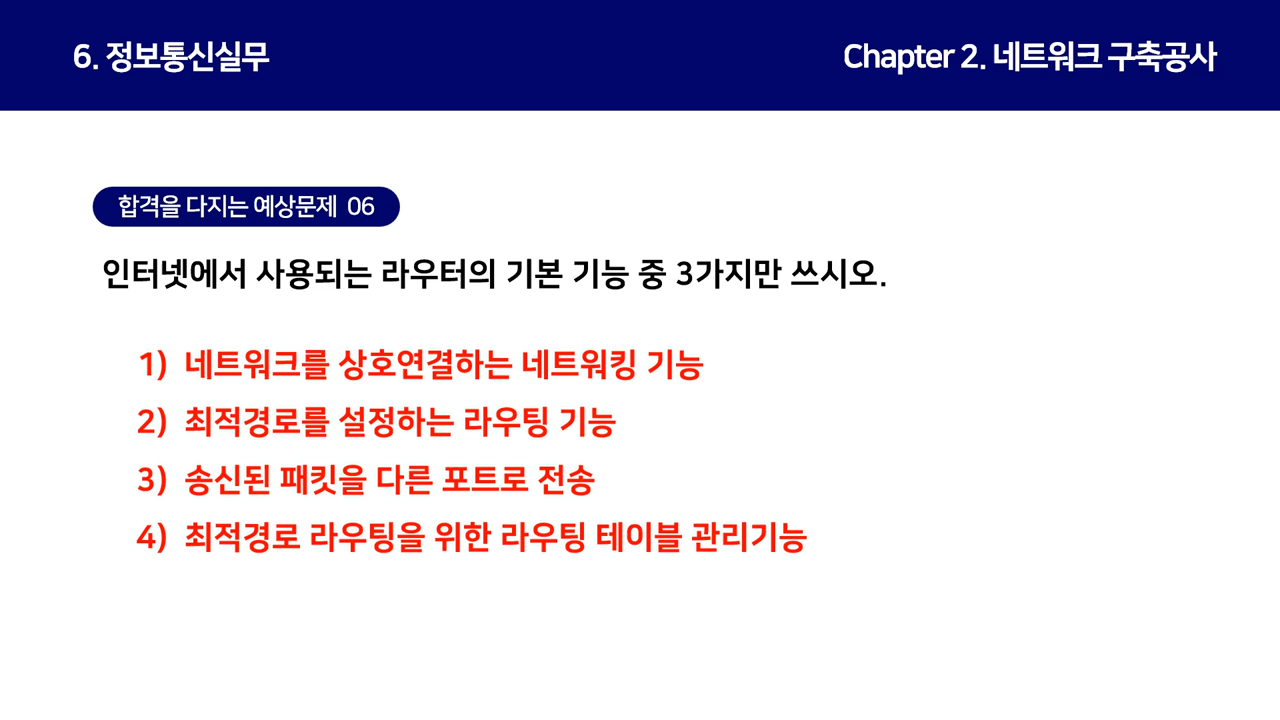 6. 정보통신실무
Chapter 2. 네트워크 구축공사
합격을 다지는 예상문제 06
인터넷에서 사용되는 라우터의 기본 기능 중 3가지만 쓰시오.
1) 네트워크를 상호연결하는 네트워킹 기능
2) 최적경로를 설정하는 라우팅 기능
3) 송신된 패킷을 다른 포트로 전송
4) 최적경로 라우팅을 위한 라우팅 테이블 관리기능